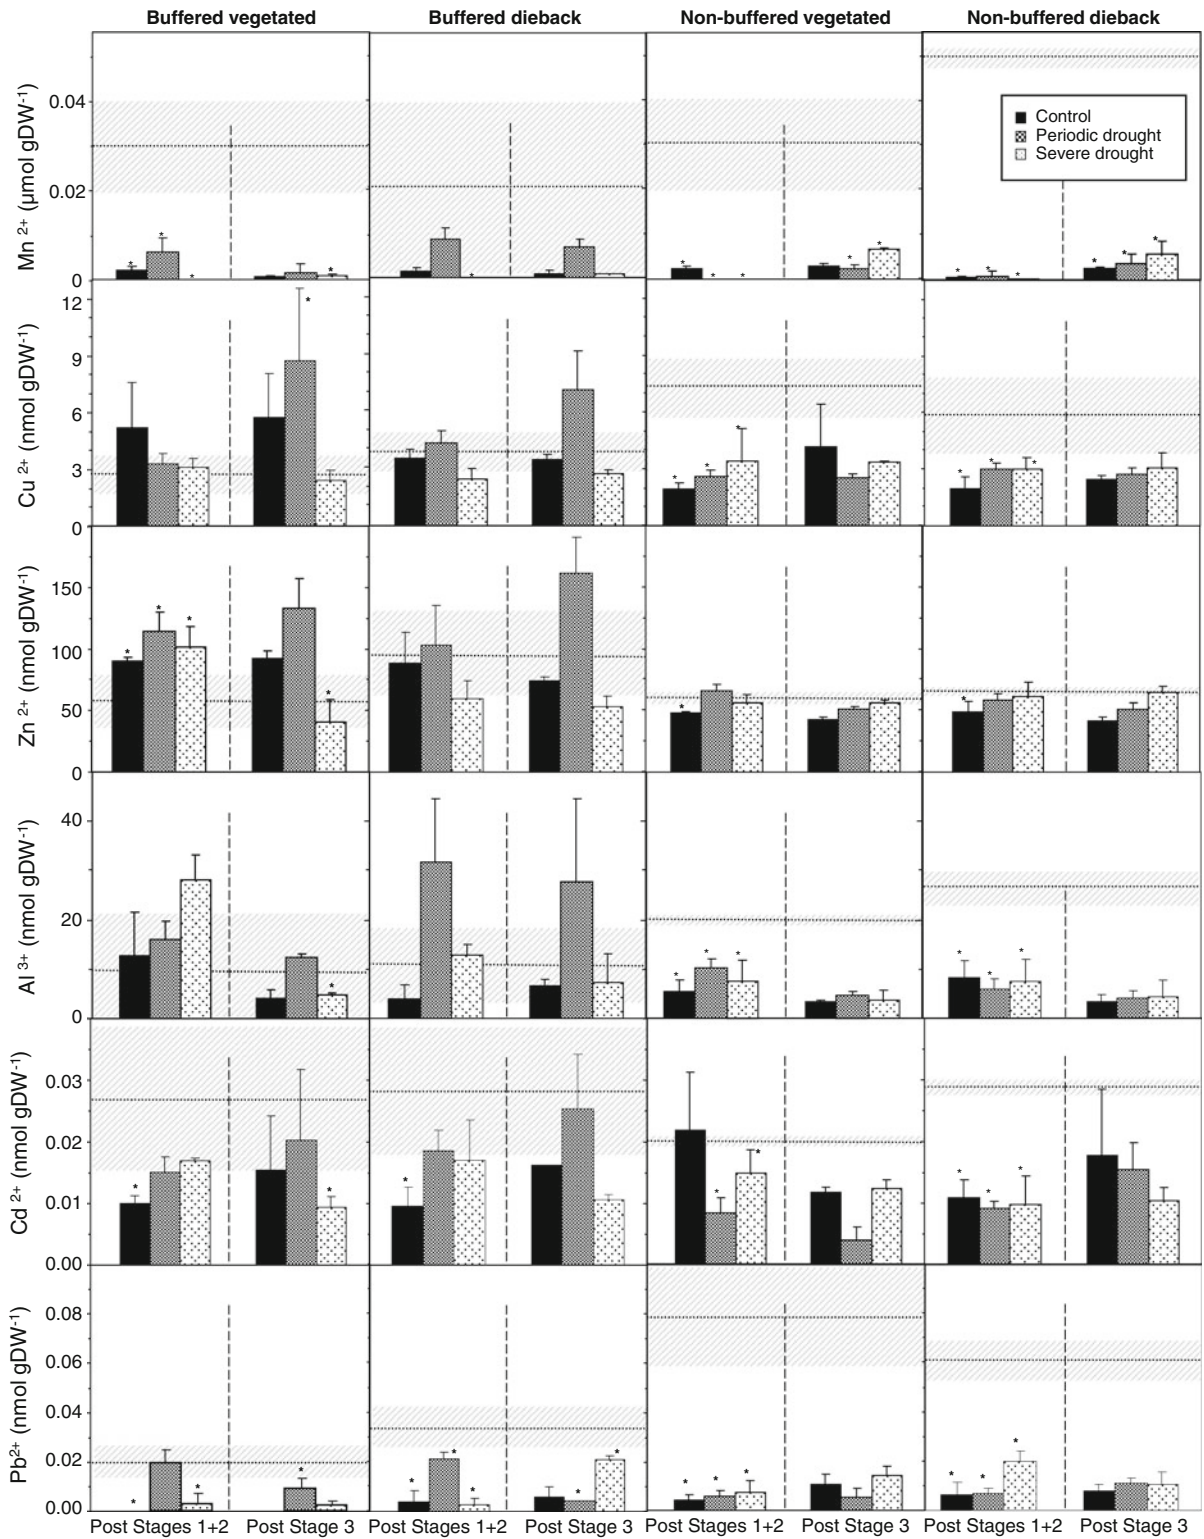 Buffered vegetated Buffered dieback Non-buffered vegetated Non-buffered dieback
Mn 2+ (µmol gDW-1)
0.04
0.02
0
Control
Periodic drought
Severe drought
Cu 2+ (nmol gDW-1)
12
9
6
3
0
Zn 2+ (nmol gDW-1)
150
100
50
0
Al 3+ (nmol gDW-1)
40
20
0
Cd 2+ (nmol gDW-1)
0.03
0.02
0.01
0.00
Pb2+ (nmol gDW-1)
0.08
0.06
0.04
0.02
0.00
Post Stages 1+2 Post Stage 3 Post Stages 1+2 Post Stage 3 Post Stages 1+2 Post Stage 3 Post Stages 1+2 Post Stage 3